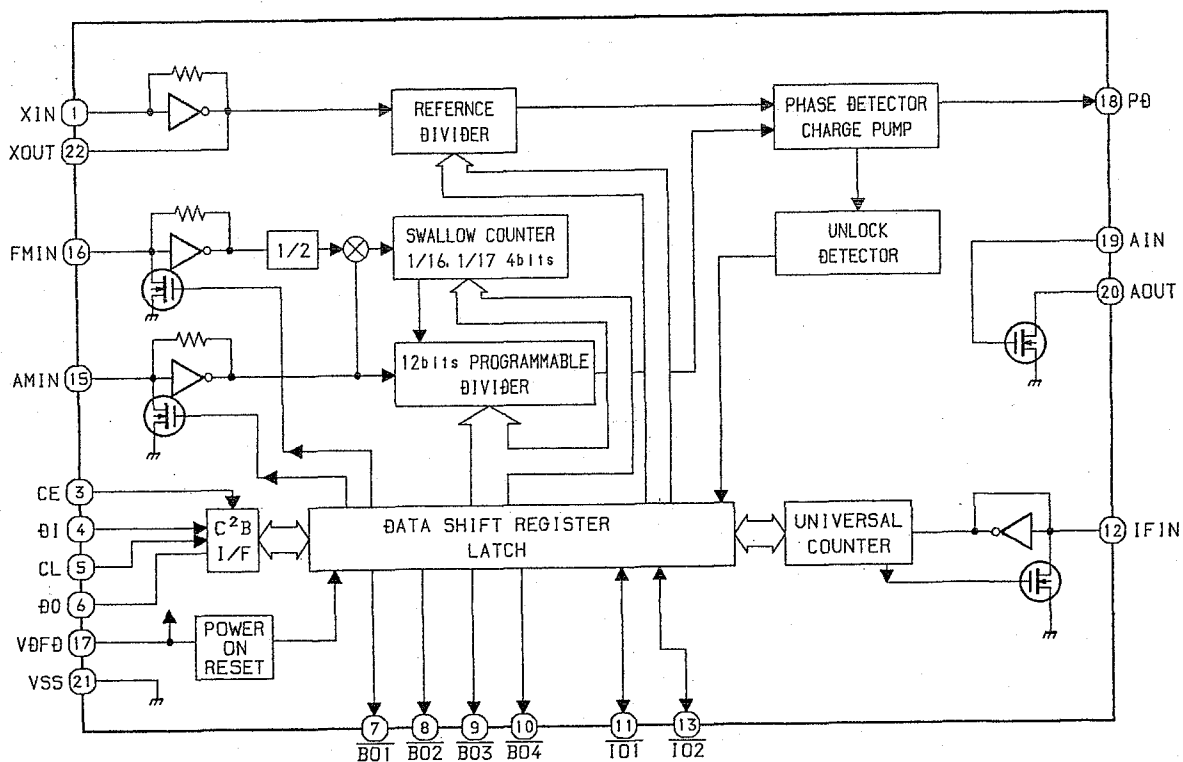 XIN 1
XOUT 22
REFERNCE
DIVIDER
PHASE DETECTOR
CHARGE PUMP
18 PD
FMIN 16
1/2
SWALLOW COUNTER
1/16. 1/17 4bits
UNLOCK
DETECTOR
19 AIN
20 AOUT
AMIN 15
12bits PROGRAMMABLE
DIVIDER
CE 3
DI 4
CL 5
DO 6
C²B
I/F
DATA SHIFT REGISTER
LATCH
UNIVERSAL
COUNTER
12 IFIN
VDFD 17
POWER
ON
RESET
VSS 21
7 8 9 10 11 13
BO1 BO2 BO3 BO4 IO1 IO2